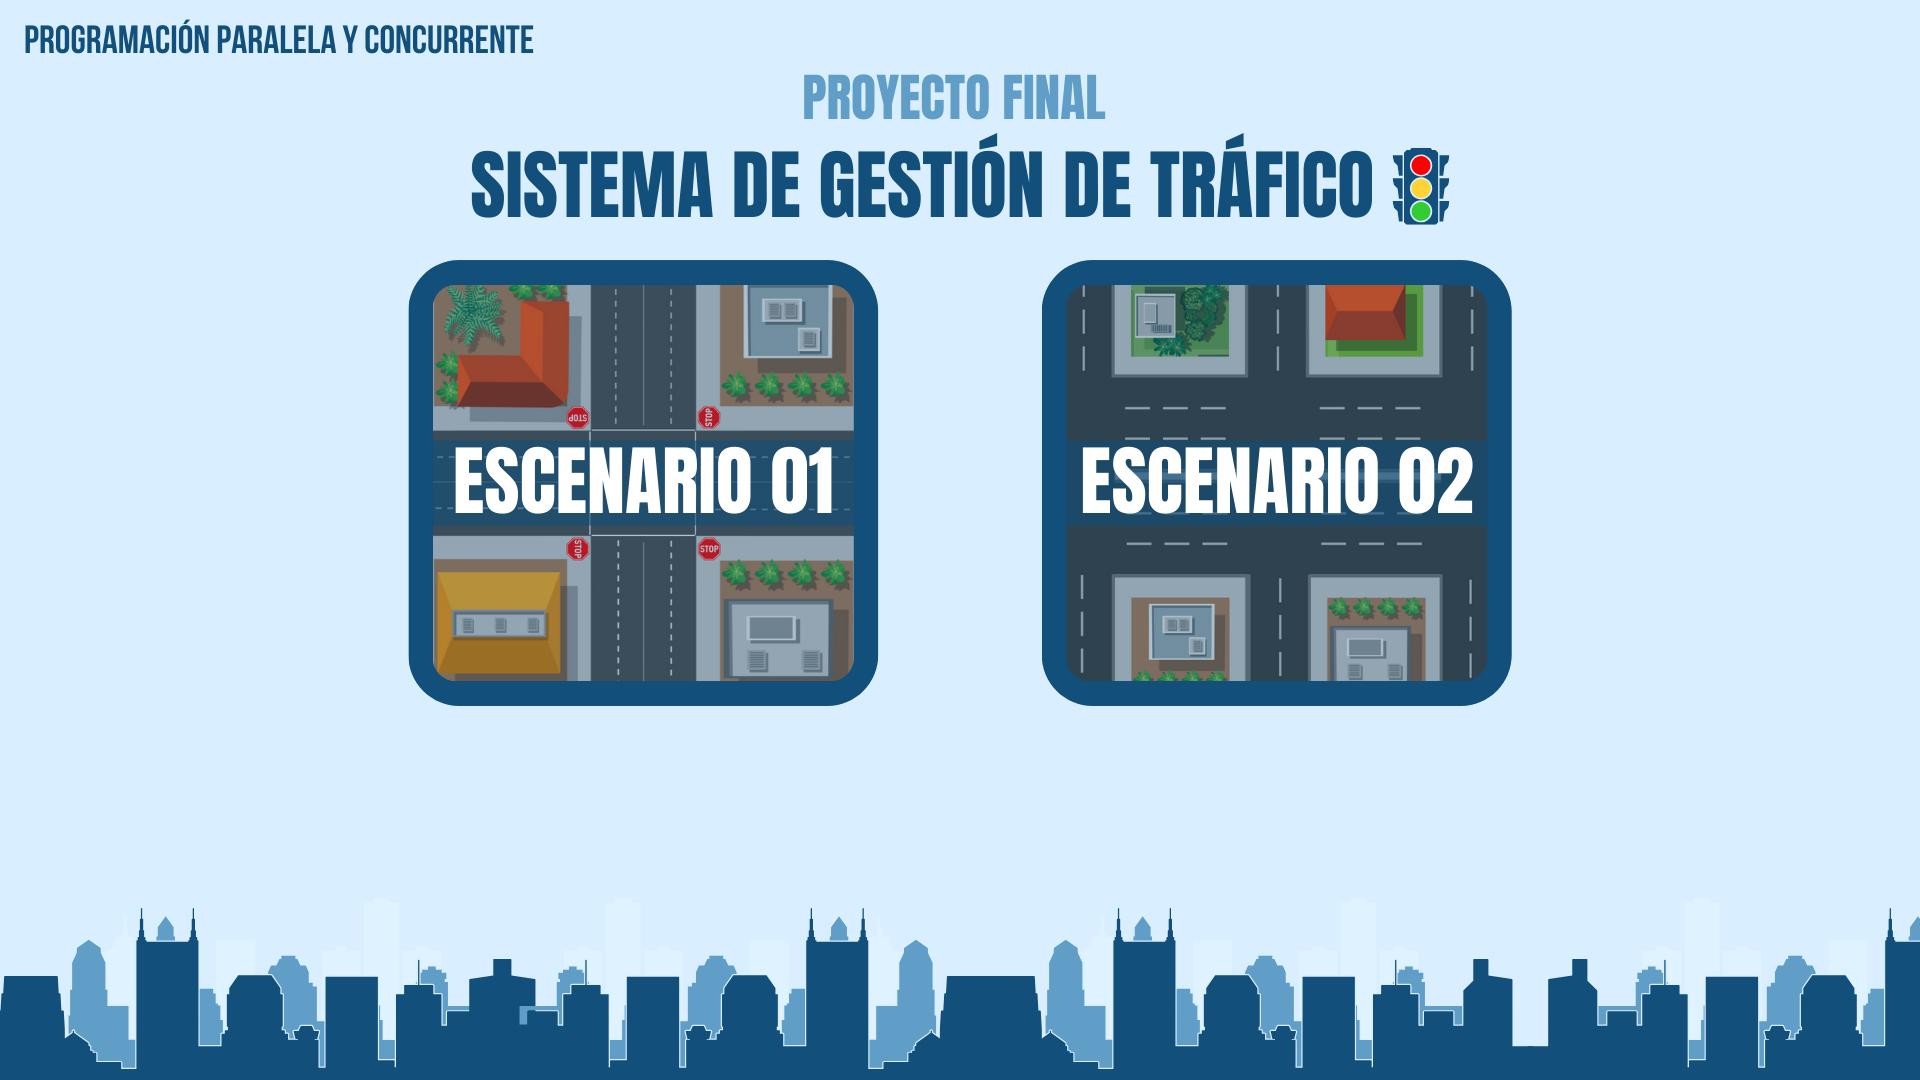 PROGRAMACIÓN PARALELA Y CONCURRENTE
PROYECTO FINAL
SISTEMA DE GESTIÓN DE TRÁFICO
STOP
STOP
ESCENARIO 01
ESCENARIO 02
STOP
STOP